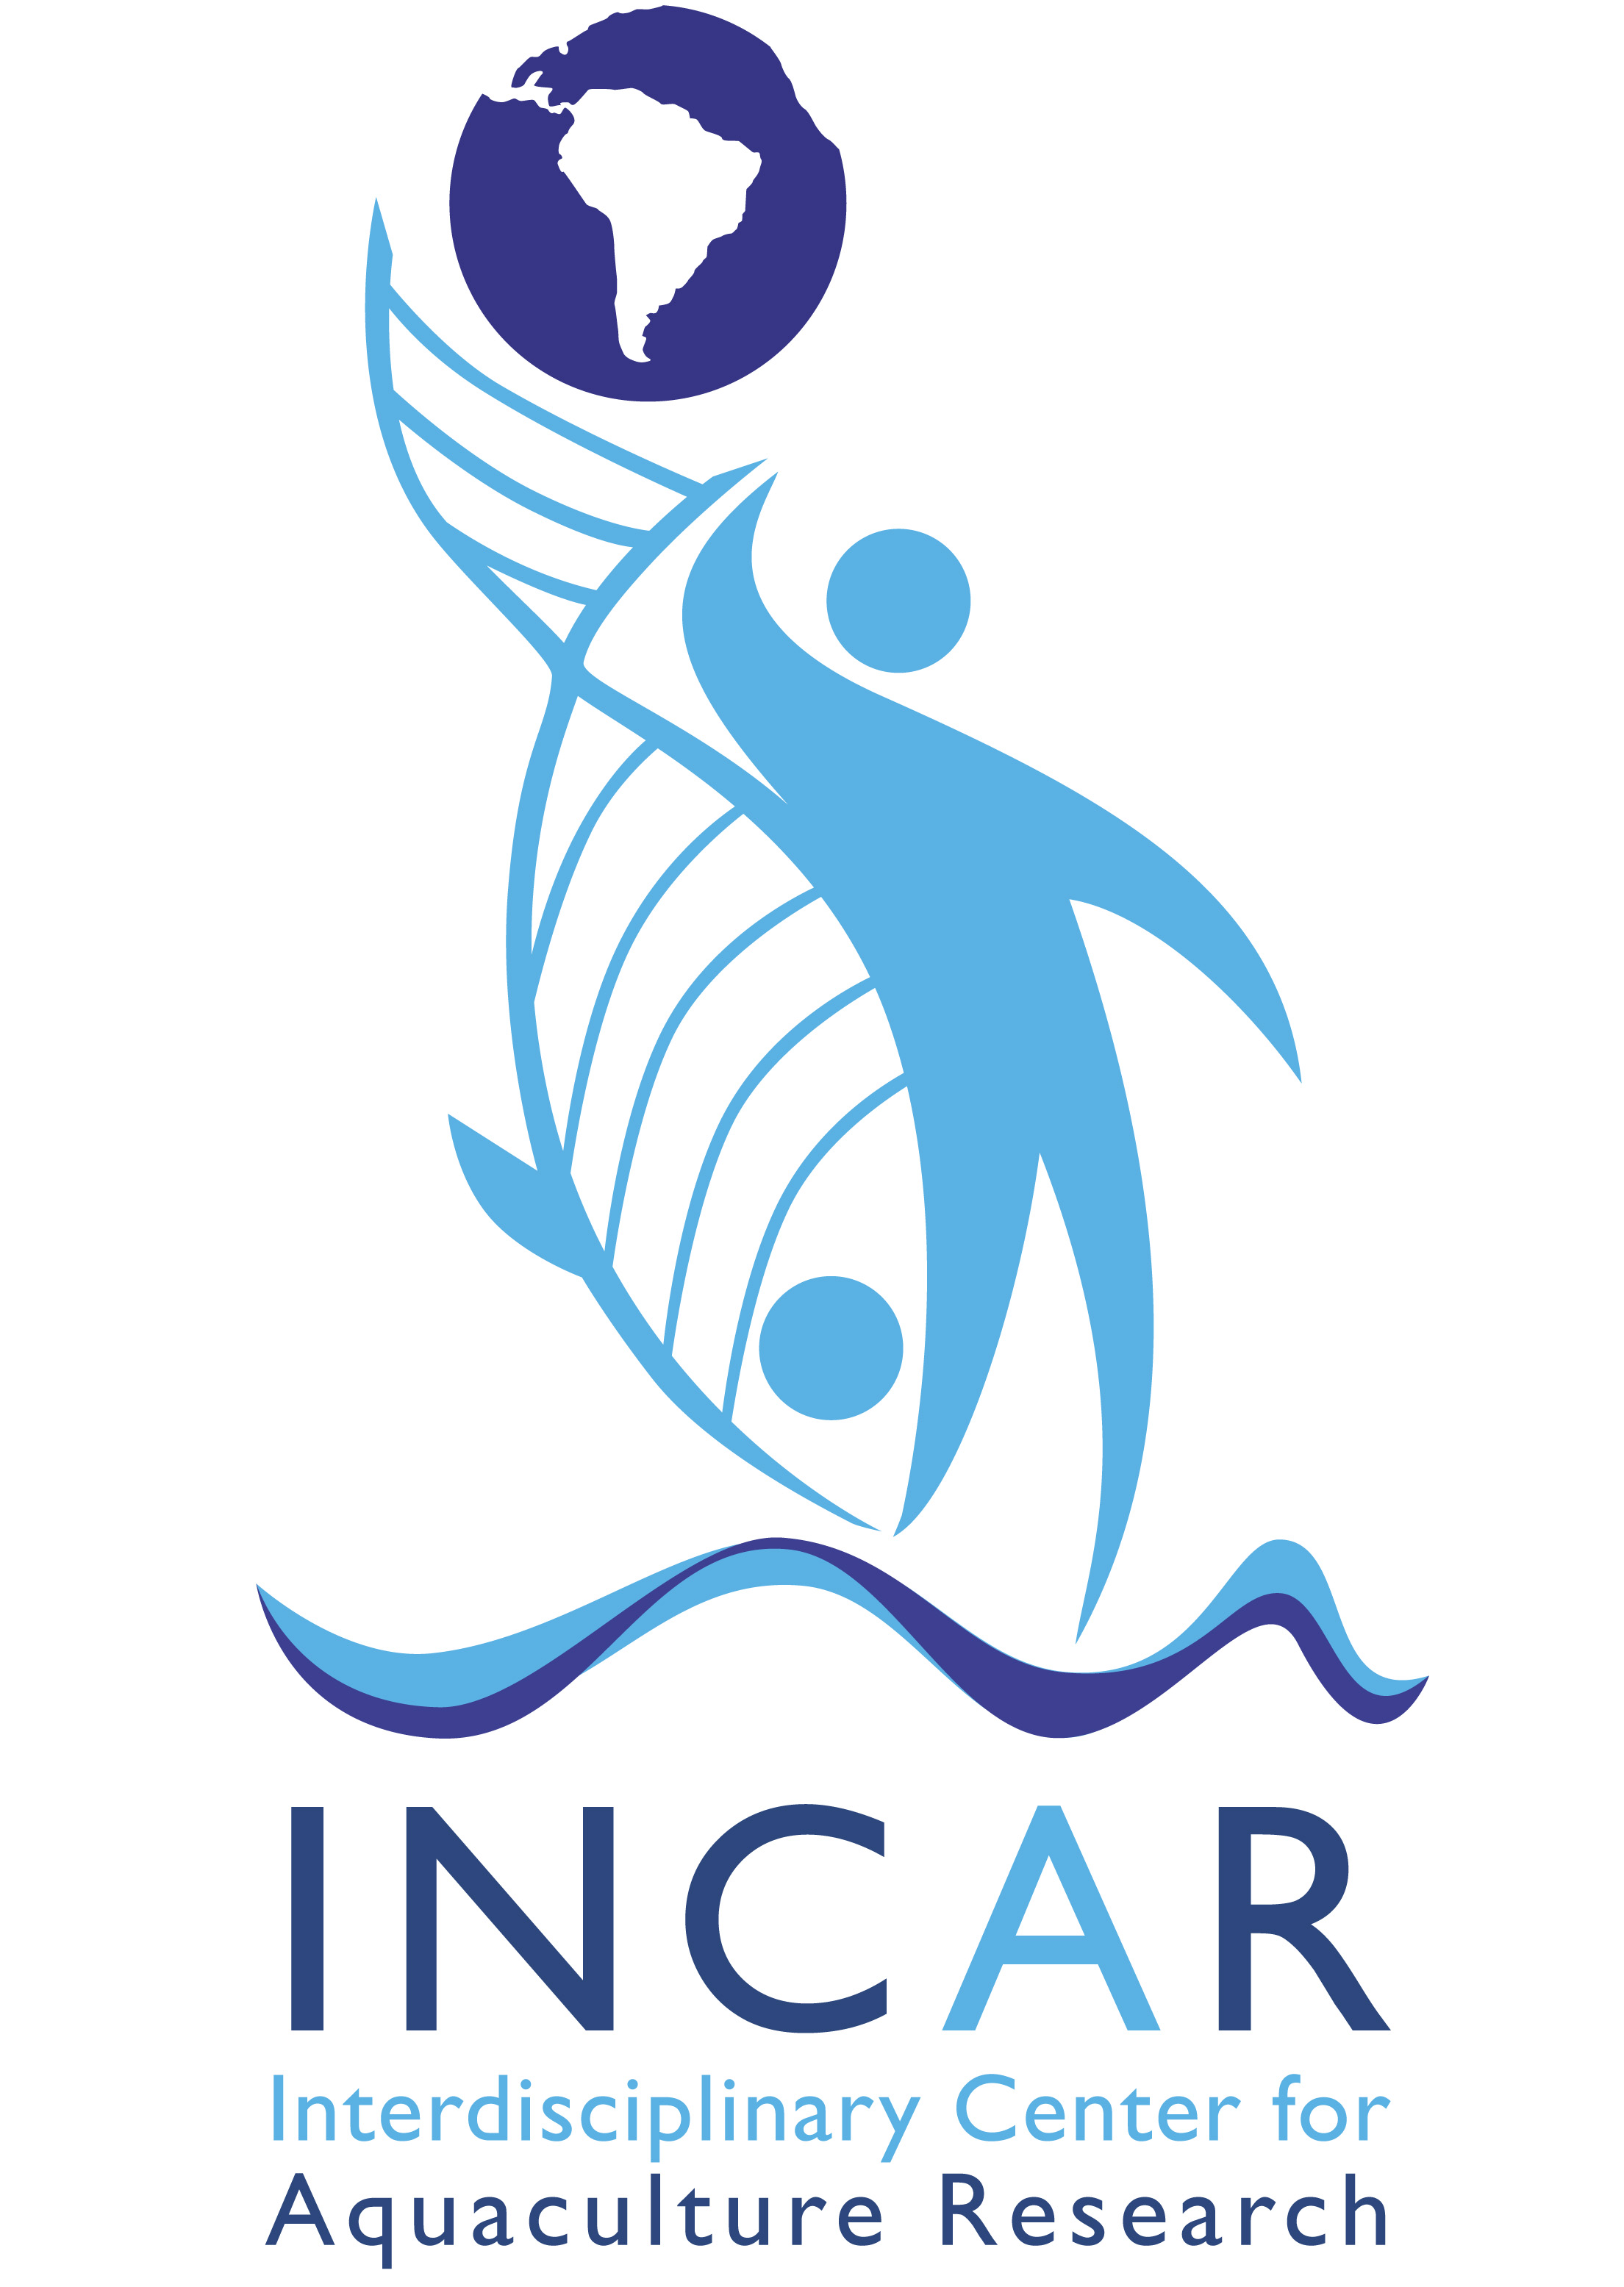 INCAR
Interdisciplinary Center for
Aquaculture Research